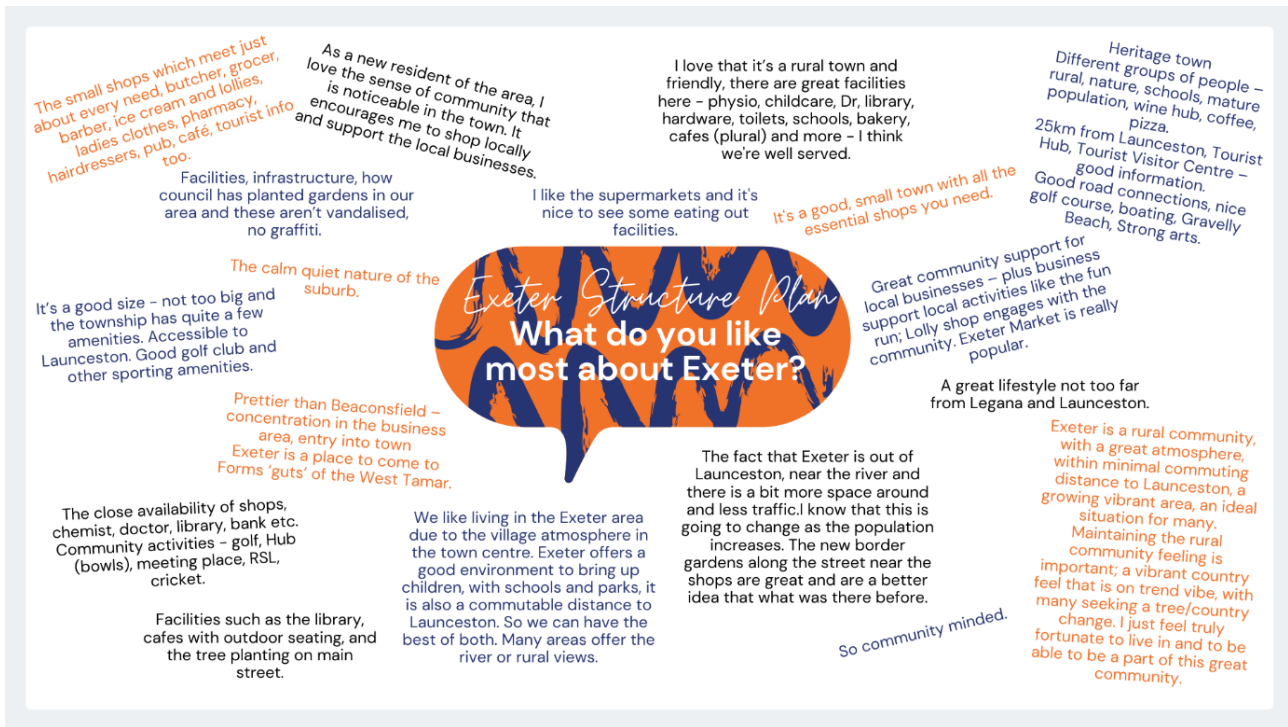 The small shops which meet just
about every need, butcher, grocer,
barber, ice cream and lollies,
ladies clothes, pharmacy,
hairdressers, pub, café, tourist info
too.
As a new resident of the area, I
love the sense of community that
is noticeable in the town. It
encourages me to shop locally
and support the local businesses.
I love that it's a rural town and
friendly, there are great facilities
here - physio, childcare, Dr, library,
hardware, toilets, schools, bakery,
cafes (plural) and more - I think
we're well served.
Heritage town
Different groups of people –
rural, nature, schools, mature
population, wine hub, coffee,
pizza.
25km from Launceston, Tourist
Hub, Tourist Visitor Centre –
good information.
Good road connections, nice
golf course, boating, Gravelly
Beach, Strong arts.
Facilities, infrastructure, how
council has planted gardens in our
area and these aren't vandalised,
no graffiti.
I like the supermarkets and it's
nice to see some eating out
facilities.
It's a good, small town with all the
essential shops you need.
The calm quiet nature of the
suburb.
Great community support for
local businesses – plus business
support local activities like the fun
run; Lolly shop engages with the
community. Exeter Market is really
popular.
It's a good size - not too big and
the township has quite a few
amenities. Accessible to
Launceston. Good golf club and
other sporting amenities.
Exeter Structure Plan
What do you like
most about Exeter?
A great lifestyle not too far
from Legana and Launceston.
Prettier than Beaconsfield –
concentration in the business
area, entry into town
Exeter is a place to come to
Forms 'guts' of the West Tamar.
Exeter is a rural community,
with a great atmosphere,
within minimal commuting
distance to Launceston, a
growing vibrant area, an ideal
situation for many.
Maintaining the rural
community feeling is
important; a vibrant country
feel that is on trend vibe, with
many seeking a tree/country
change. I just feel truly
fortunate to live in and to be
able to be a part of this great
community.
The close availability of shops,
chemist, doctor, library, bank etc.
Community activities - golf, Hub
(bowls), meeting place, RSL,
cricket.
We like living in the Exeter area
due to the village atmosphere in
the town centre. Exeter offers a
good environment to bring up
children, with schools and parks, it
is also a commutable distance to
Launceston. So we can have the
best of both. Many areas offer the
river or rural views.
The fact that Exeter is out of
Launceston, near the river and
there is a bit more space around
and less traffic.I know that this is
going to change as the population
increases. The new border
gardens along the street near the
shops are great and are a better
idea that what was there before.
Facilities such as the library,
cafes with outdoor seating, and
the tree planting on main
street.
So community minded.